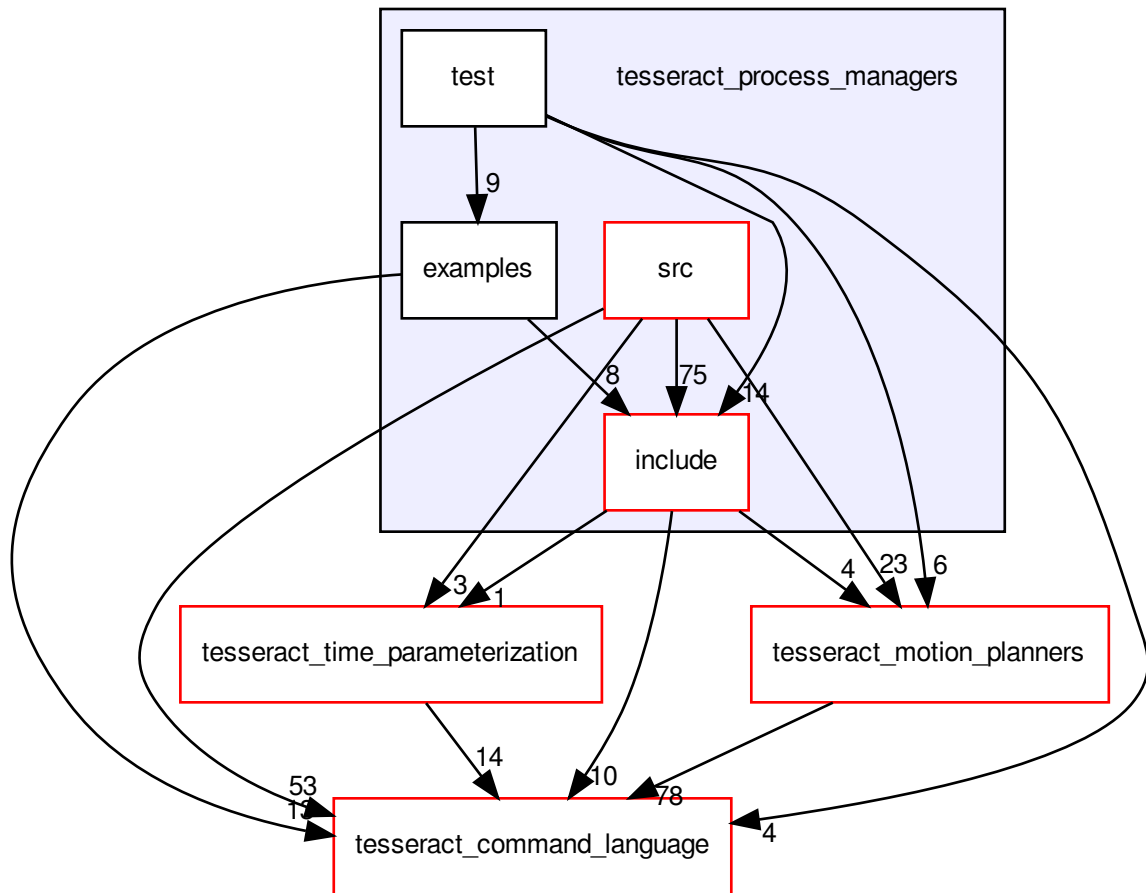 test
tesseract_process_managers
9
examples
src
8
75
14
include
3
1
4
23
6
tesseract_time_parameterization
tesseract_motion_planners
14
10
78
53
13
4
tesseract_command_language